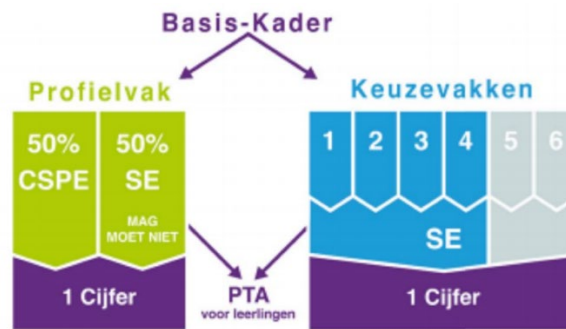 Basis-Kader
Profielvak
50%
CSPE
50%
SE
MAG
MOET NIET
1 Cijfer
Keuzevakken
1 2 3 4 5 6
SE
1 Cijfer
PTA
voor leerlingen